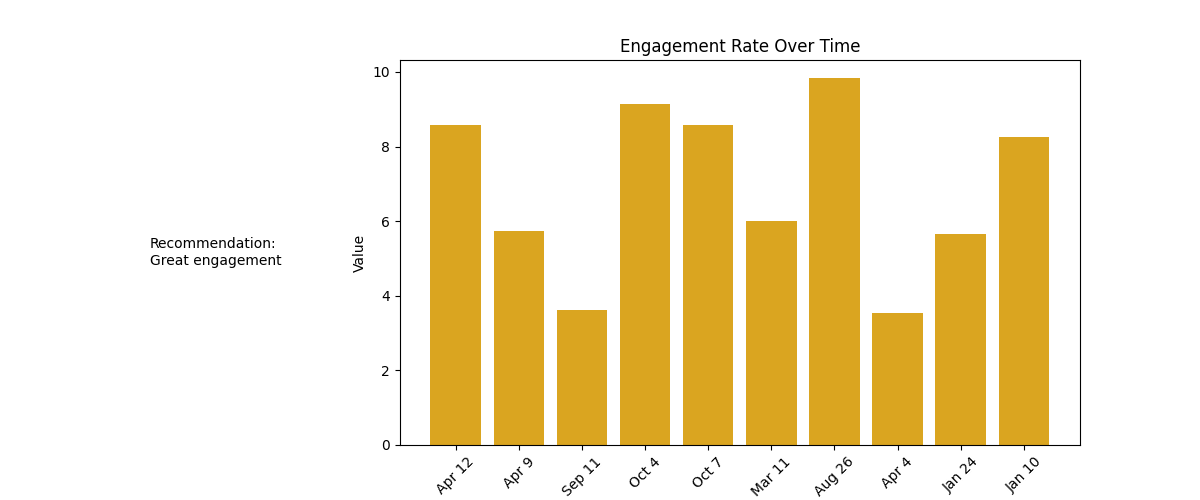 Engagement Rate Over Time
Recommendation:
Great engagement
Value
10
8
6
4
2
0
Apr 12
Apr 9
Sep 11
Oct 4
Oct 7
Mar 11
Aug 26
Apr 4
Jan 24
Jan 10